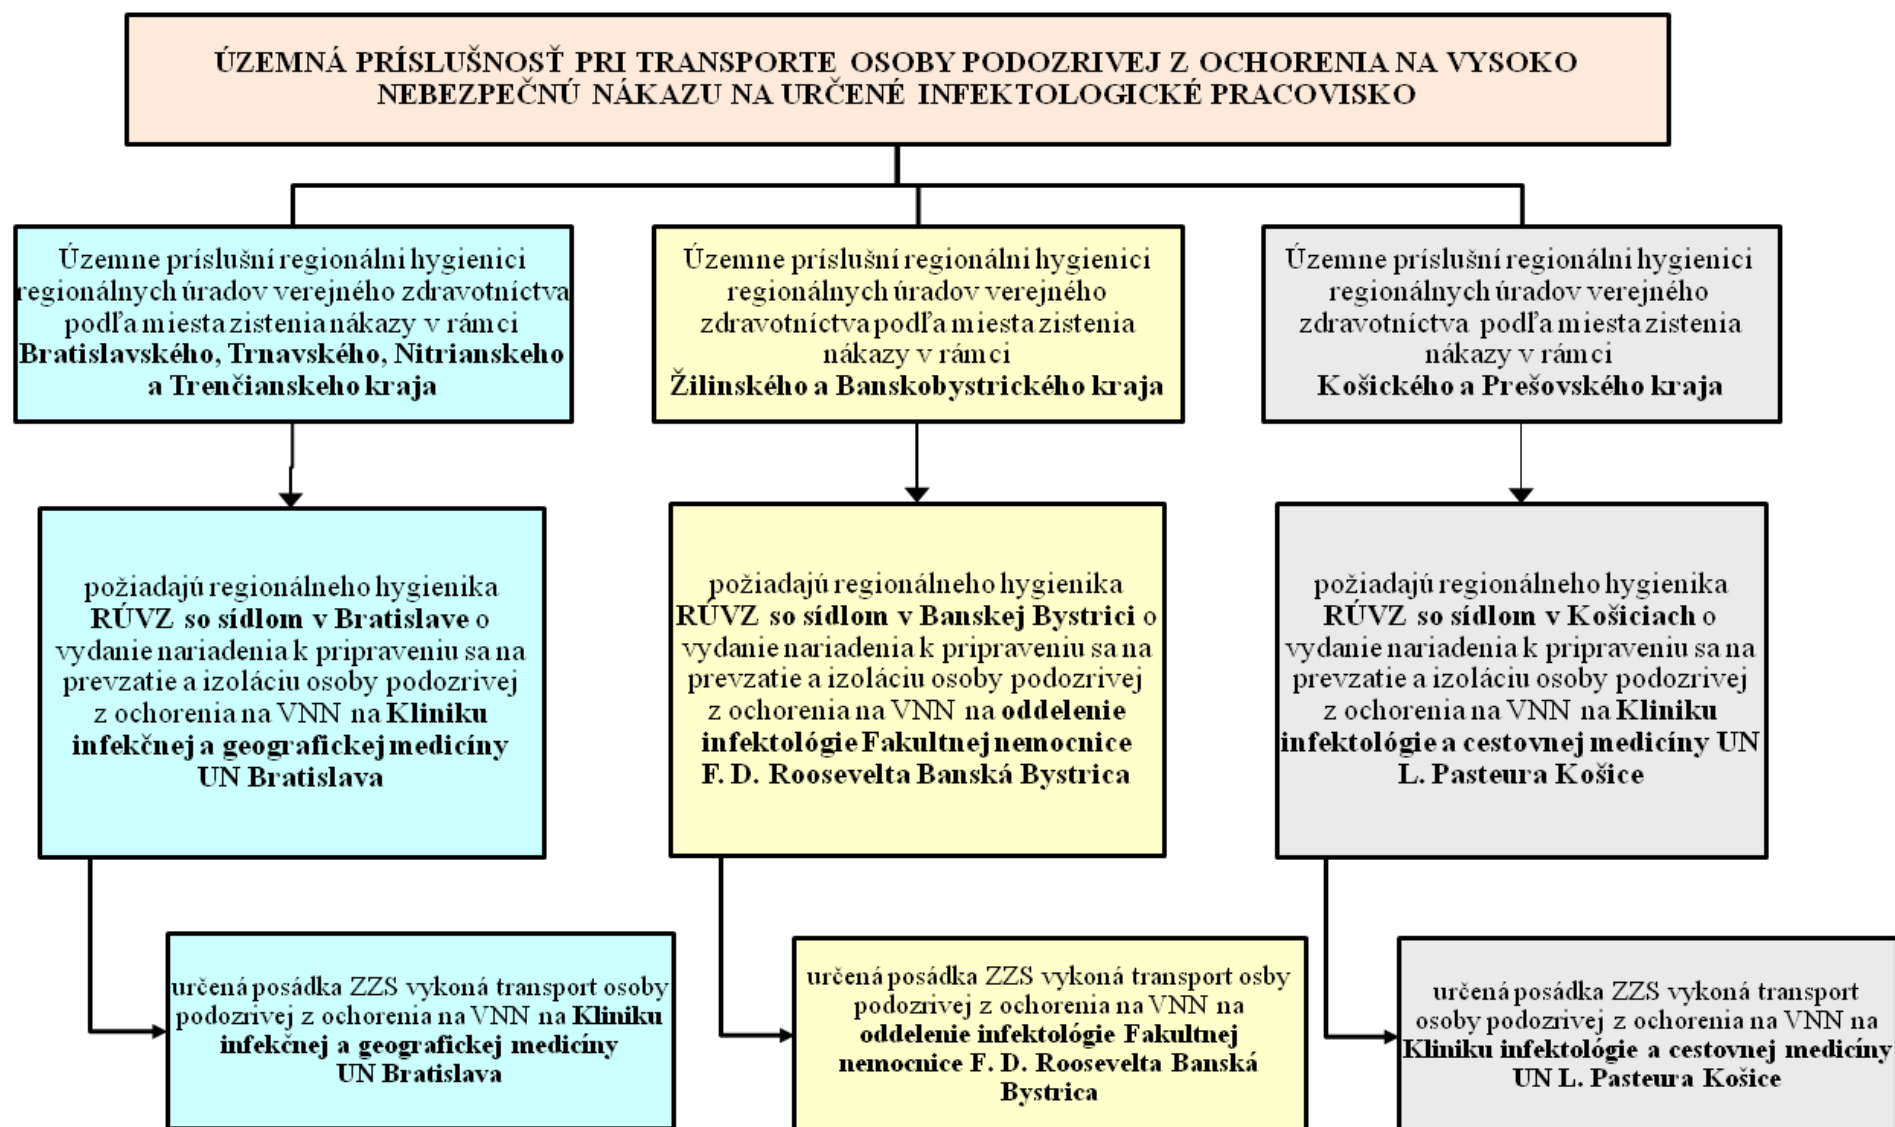 ÚZEMNÁ PRÍSLUŠNOSŤ PRI TRANSPORTE OSOBY PODOZRIVEJ Z OCHORENIA NA VYSOKO
NEBEZPEČNÚ NÁKAZU NA URČENÉ INFEKTOLOGICKÉ PRACOVISKO
Územne príslušní regionálni hygienici
regionálnych úradov verejného zdravotníctva
podľa miesta zistenia nákazy v rámci
Bratislavského, Trnavského, Nitrianskeho
a Trenčianskeho kraja
Územne príslušní regionálni hygienici
regionálnych úradov verejného
zdravotníctva podľa miesta zistenia
nákazy v rámci
Žilinského a Banskobystrického kraja
Územne príslušní regionálni hygienici
regionálnych úradov verejného
zdravotníctva podľa miesta zistenia
nákazy v rámci
Košického a Prešovského kraja
požiadajú regionálneho hygienika
RÚVZ so sídlom v Bratislave o
vydanie nariadenia k pripraveniu sa na
prevzatie a izoláciu osoby podozrivej
z ochorenia na VNN na Kliniku
infekčnej a geografickej medicíny
UN Bratislava
požiadajú regionálneho hygienika
RÚVZ so sídlom v Banskej Bystrici o
vydanie nariadenia k pripraveniu sa na
prevzatie a izoláciu osoby podozrivej
z ochorenia na VNN na oddelenie
infektológie Fakultnej nemocnice
F. D. Roosevelta Banská Bystrica
požiadajú regionálneho hygienika
RÚVZ so sídlom v Košiciach o
vydanie nariadenia k pripraveniu sa na
prevzatie a izoláciu osoby podozrivej
z ochorenia na VNN na Kliniku
infektológie a cestovnej medicíny UN
L. Pasteura Košice
určená posádka ZZS vykoná transport osoby
podozrivej z ochorenia na VNN na Kliniku
infekčnej a geografickej medicíny
UN Bratislava
určená posádka ZZS vykoná transport osby
podozrivej z ochorenia na VNN na
oddelenie infektológie Fakultnej
nemocnice F. D. Roosevelta Banská
Bystrica
určená posádka ZZS vykoná transport
osoby podozrivej z ochorenia na VNN na
Kliniku infektológie a cestovnej medicíny
UN L. Pasteura Košice